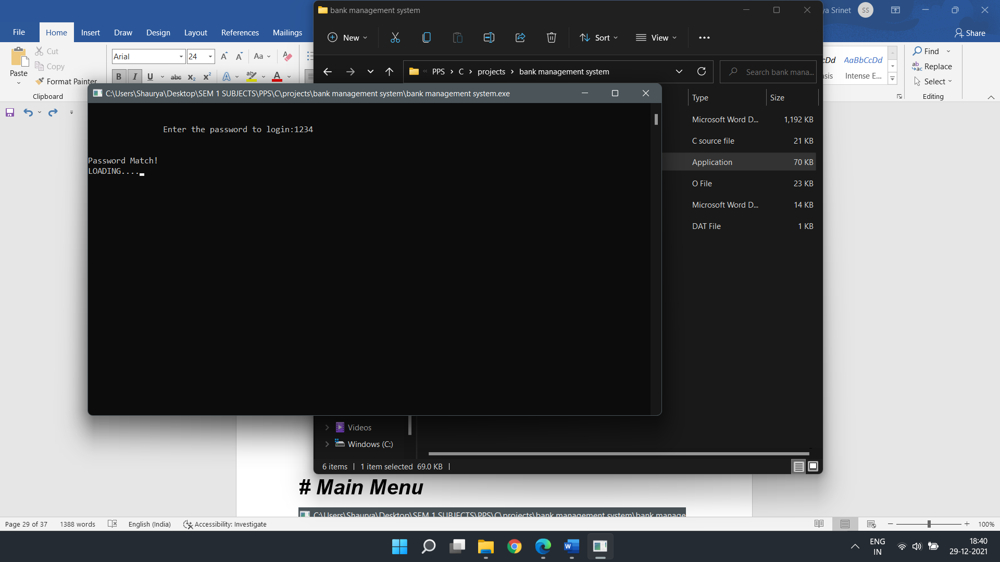 bank management system
ya Srinet
SS
File
Home
Insert
Draw
Design
Layout
References
Mailings
New
Sort
View
Share
Paste
Cut
Copy
Format Painter
Clipboard
Arial
24
Aa
B I U abc x₂ x² A ab A
PPS > C > projects > bank management system
Search bank mana...
AaBbCcDd
Intense E...
Find
Replace
Select
Editing
C:\Users\Shaurya\Desktop\SEM 1 SUBJECTS\PPS\C\projects\bank management system\bank management system.exe
Enter the password to login:1234
Password Match!
LOADING....
Type Size
Microsoft Word D... 1,192 KB
C source file 21 KB
Application 70 KB
O File 23 KB
Microsoft Word D... 14 KB
DAT File 1 KB
Videos
Windows (C:)
6 items 1 item selected 69.0 KB
# Main Menu
C:\Users\Shaurya\Desktop\SEM 1 SUBJECTS\PPS\C\projects\bank management system\bank manage
Page 29 of 37 1388 words English (India) Accessibility: Investigate 100%
ENG
IN
18:40
29-12-2021